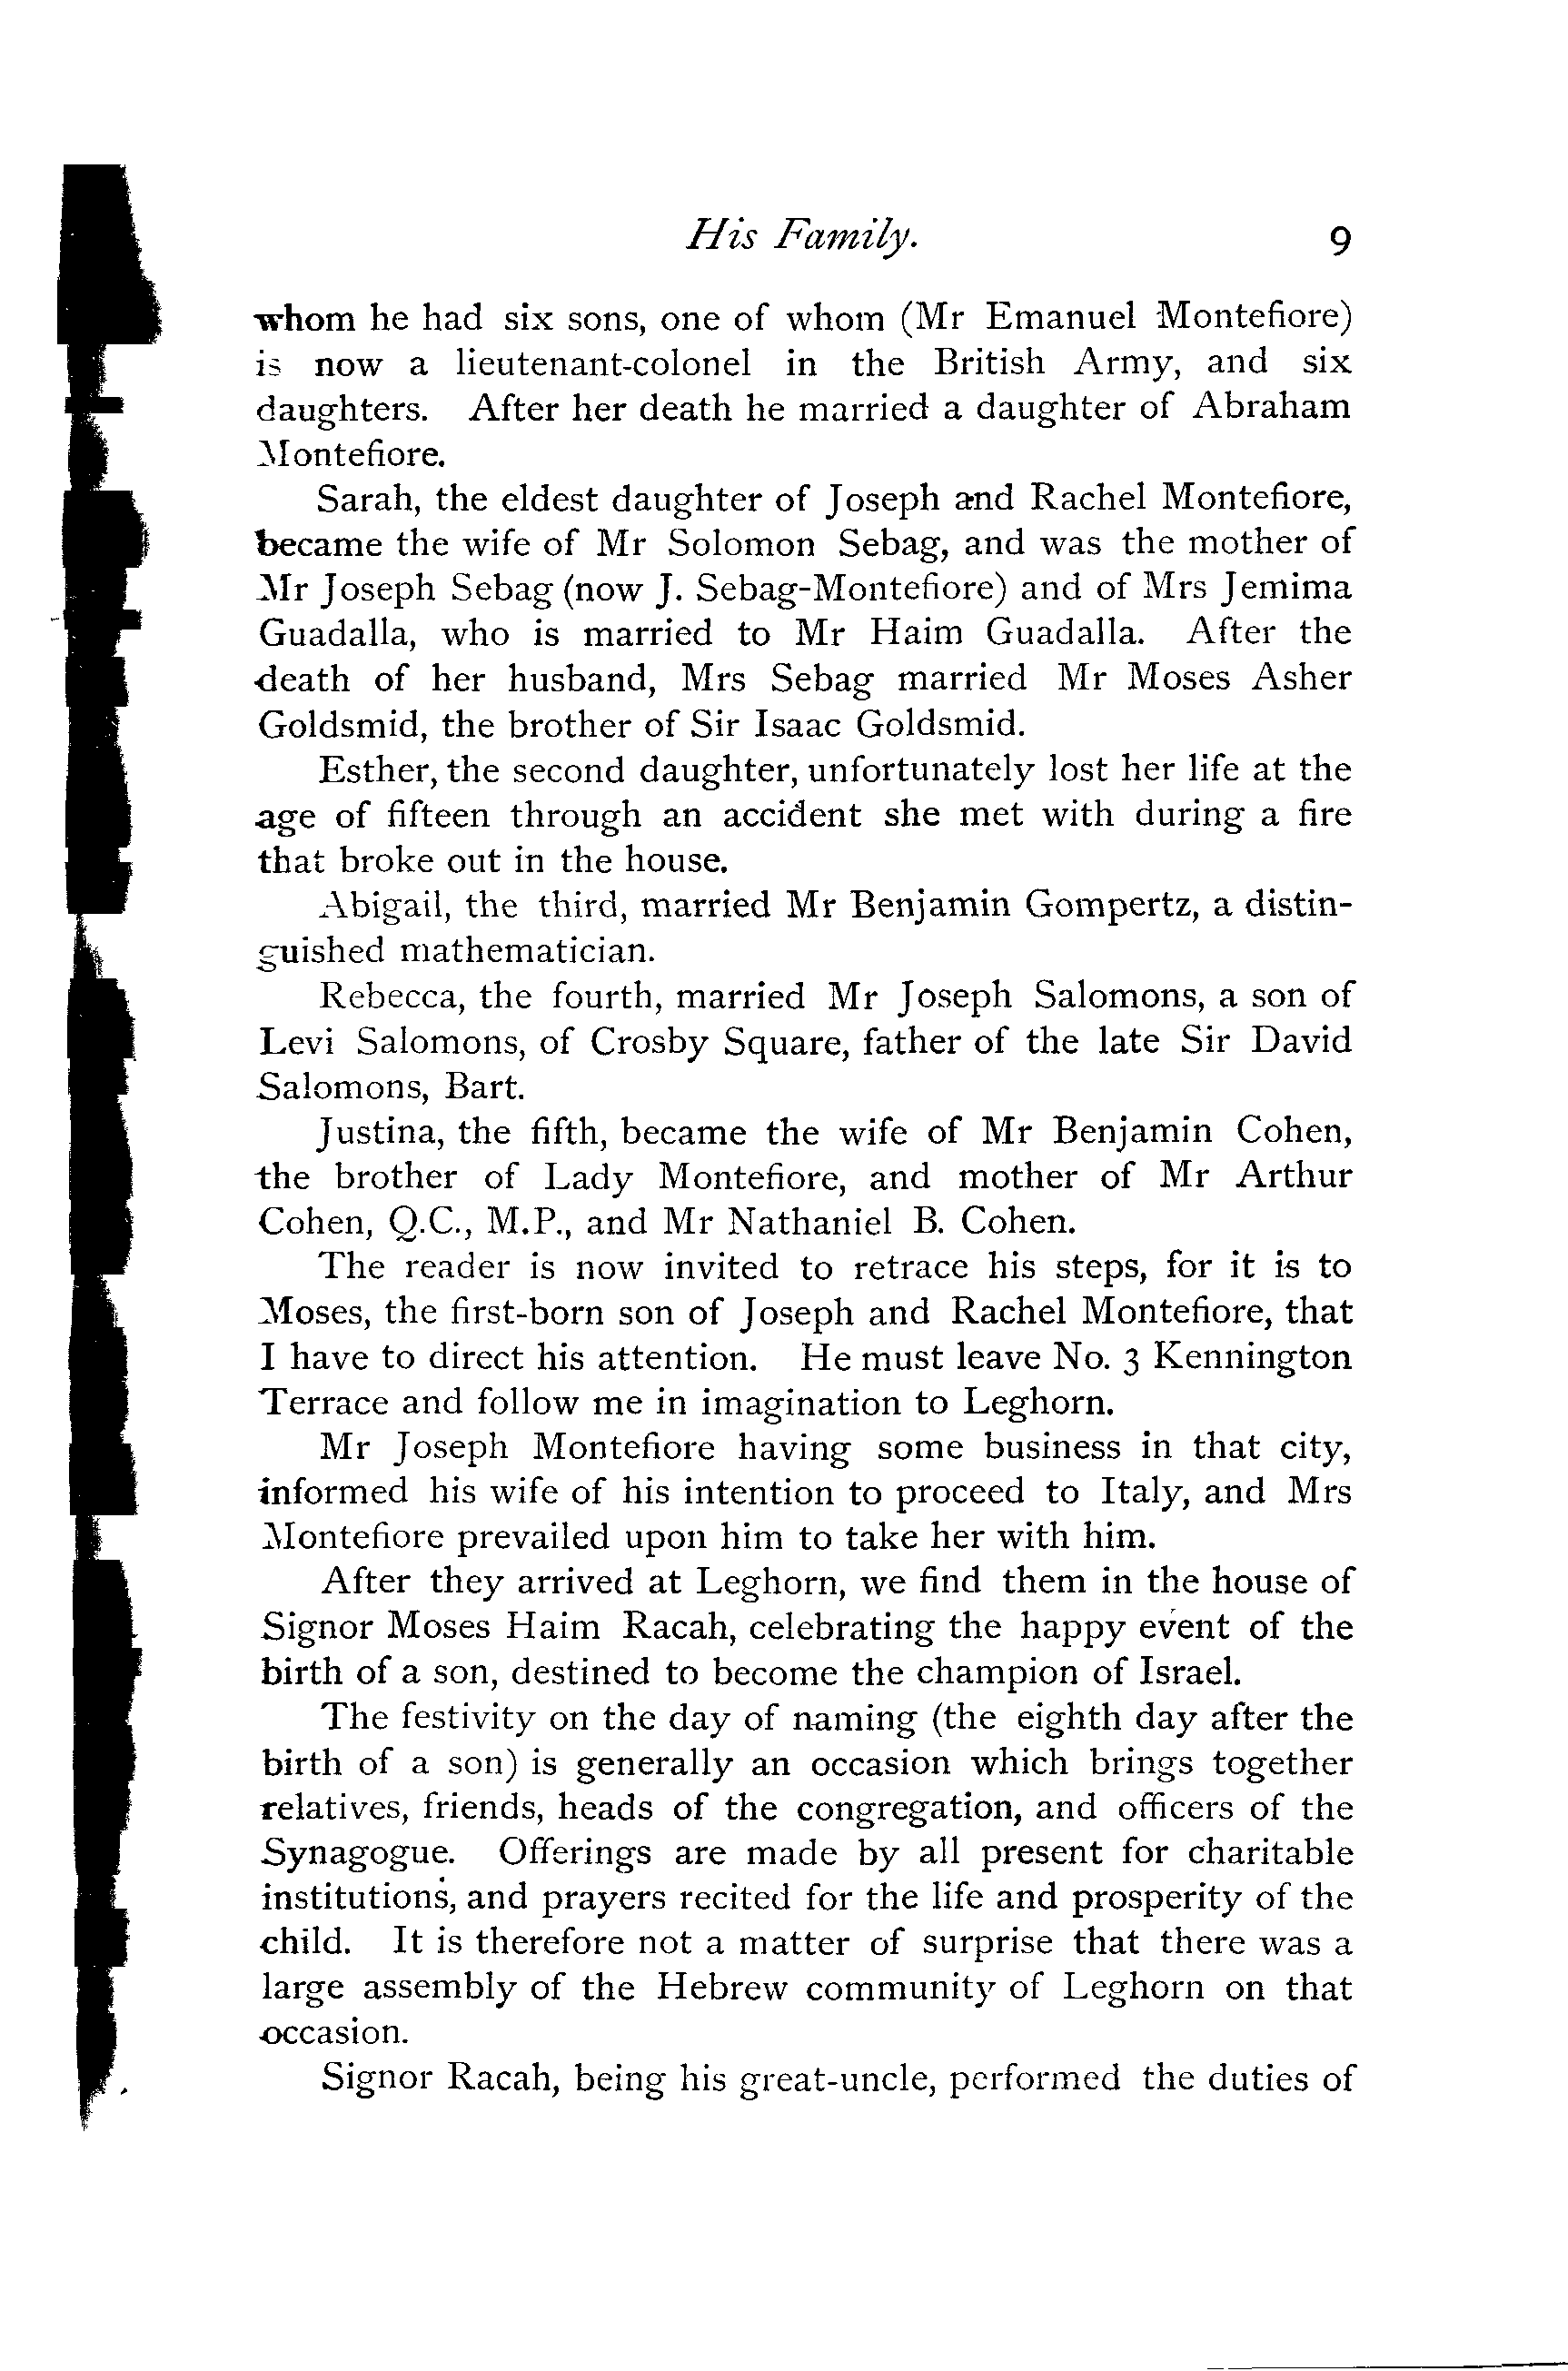 His Family. 9
whom he had six sons, one of whom (Mr Emanuel Montefiore)
is now a lieutenant-colonel in the British Army, and six
daughters. After her death he married a daughter of Abraham
Montefiore.
Sarah, the eldest daughter of Joseph and Rachel Montefiore,
became the wife of Mr Solomon Sebag, and was the mother of
Mr Joseph Sebag (now J. Sebag-Montefiore) and of Mrs Jemima
Guadalla, who is married to Mr Haim Guadalla. After the
death of her husband, Mrs Sebag married Mr Moses Asher
Goldsmid, the brother of Sir Isaac Goldsmid.
Esther, the second daughter, unfortunately lost her life at the
age of fifteen through an accident she met with during a fire
that broke out in the house.
Abigail, the third, married Mr Benjamin Gompertz, a distin-
guished mathematician.
Rebecca, the fourth, married Mr Joseph Salomons, a son of
Levi Salomons, of Crosby Square, father of the late Sir David
Salomons, Bart.
Justina, the fifth, became the wife of Mr Benjamin Cohen,
the brother of Lady Montefiore, and mother of Mr Arthur
Cohen, Q.C., M.P., and Mr Nathaniel B. Cohen.
The reader is now invited to retrace his steps, for it is to
Moses, the first-born son of Joseph and Rachel Montefiore, that
I have to direct his attention. He must leave No. 3 Kennington
Terrace and follow me in imagination to Leghorn.
Mr Joseph Montefiore having some business in that city,
informed his wife of his intention to proceed to Italy, and Mrs
Montefiore prevailed upon him to take her with him.
After they arrived at Leghorn, we find them in the house of
Signor Moses Haim Racah, celebrating the happy event of the
birth of a son, destined to become the champion of Israel.
The festivity on the day of naming (the eighth day after the
birth of a son) is generally an occasion which brings together
relatives, friends, heads of the congregation, and officers of the
Synagogue. Offerings are made by all present for charitable
institutions, and prayers recited for the life and prosperity of the
child. It is therefore not a matter of surprise that there was a
large assembly of the Hebrew community of Leghorn on that
occasion.
Signor Racah, being his great-uncle, performed the duties of